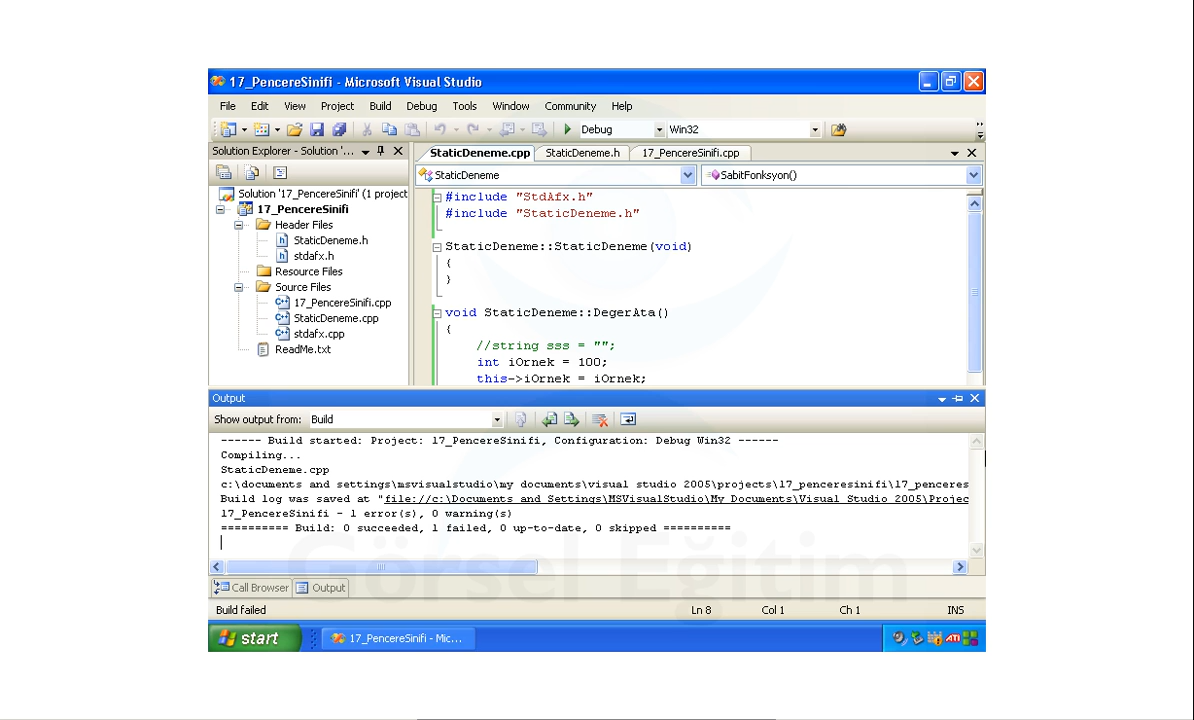 17_PencereSinifi - Microsoft Visual Studio
File Edit View Project Build Debug Tools Window Community Help
Debug Win32
Solution Explorer - Solution '...
StaticDeneme.cpp StaticDeneme.h 17_PencereSinifi.cpp
StaticDeneme SabitFonksyon()
Solution '17_PencereSinifi' (1 project
17_PencereSinifi
Header Files
StaticDeneme.h
stdafx.h
Resource Files
Source Files
17_PencereSinifi.cpp
StaticDeneme.cpp
stdafx.cpp
ReadMe.txt
#include "StdAfx.h"
#include "StaticDeneme.h"
StaticDeneme::StaticDeneme(void)
{
}
void StaticDeneme::DegerAta()
{
//string sss = "";
int iOrnek = 100;
this->iOrnek = iOrnek;
Output
Show output from: Build
------ Build started: Project: 17_PencereSinifi, Configuration: Debug Win32 ------
Compiling...
StaticDeneme.cpp
c:\documents and settings\msvisualstudio\my documents\visual studio 2005\projects\17_penceresinifi\17_penceres
Build log was saved at "file://c:\Documents and Settings\MSVisualStudio\My Documents\Visual Studio 2005\Projec
17_PencereSinifi - 1 error(s), 0 warning(s)
========== Build: 0 succeeded, 1 failed, 0 up-to-date, 0 skipped ==========
Görsel Eğitim
Call Browser Output
Build failed Ln 8 Col 1 Ch 1 INS
start 17_PencereSinifi - Mic... ATI